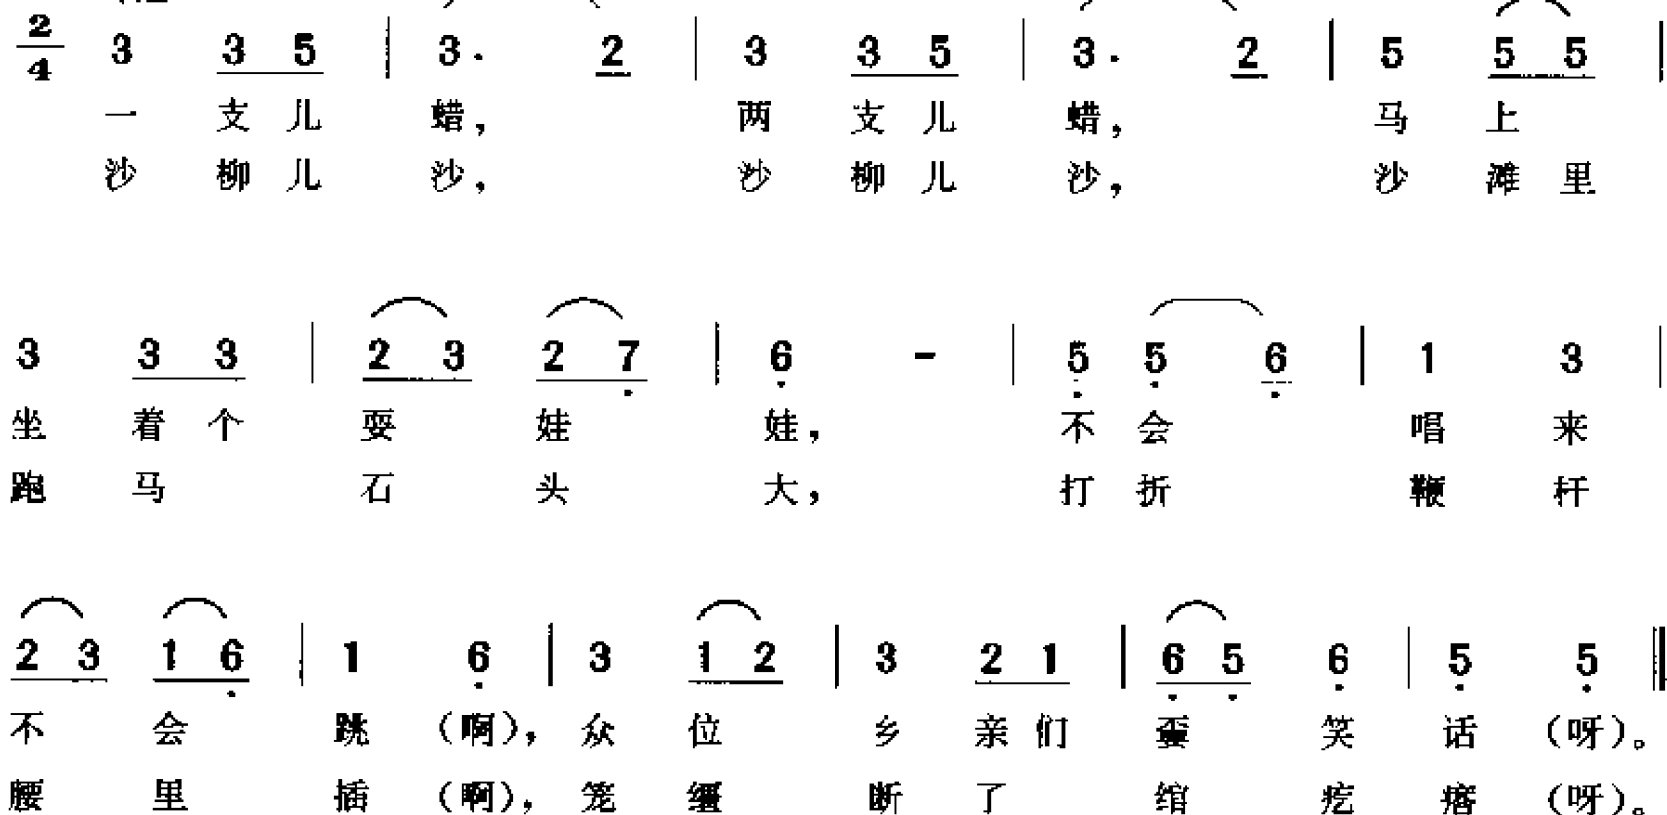 2/4 3 3 5 | 3. 2 | 3 3 5 | 3. 2 | 5 5 5 |
一 支 儿 蜡， 两 支 儿 蜡， 马 上
沙 柳 儿 沙， 沙 柳 儿 沙， 沙 滩 里
3 3 3 | 2 3 2 7 | 6 - | 5 5 6 | 1 3 |
坐 着 个 耍 娃 娃， 不 会 唱 来
跑 马 石 头 大， 打 折 鞭 杆
2 3 1 6 | 1 6 | 3 1 2 | 3 2 1 | 6 5 6 | 5 5 ‖
不 会 跳 （啊）， 众 位 乡 亲 们 笑 话 （呀）。
腰 里 插 （啊）， 笼 缰 断 了 绾 疙 瘩 （呀）。